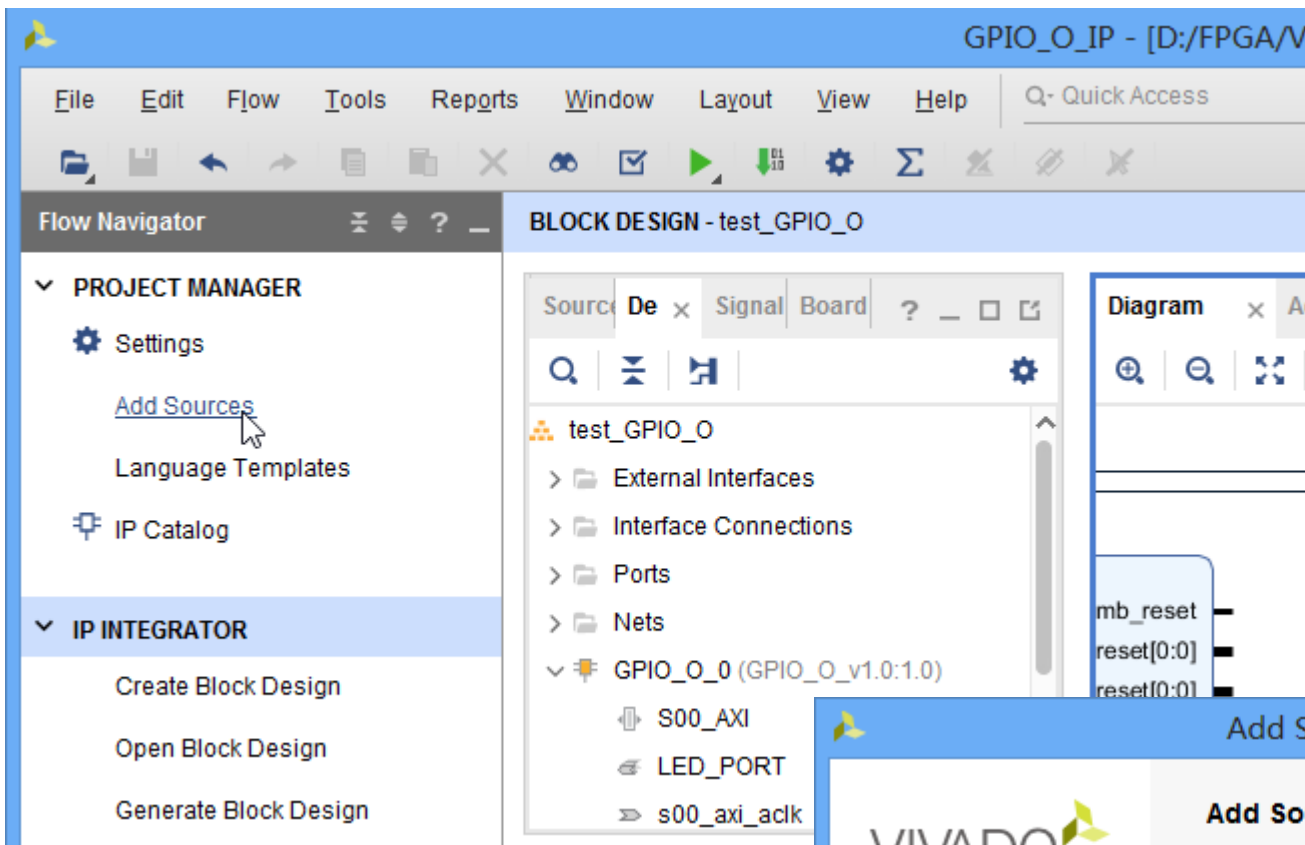 GPIO_O_IP - [D:/FPGA/V
File Edit Flow Tools Reports Window Layout View Help Quick Access
Flow Navigator ?
BLOCK DESIGN - test_GPIO_O
PROJECT MANAGER
Settings
Add Sources
Language Templates
IP Catalog
IP INTEGRATOR
Create Block Design
Open Block Design
Generate Block Design
Source De Signal Board ?
test_GPIO_O
External Interfaces
Interface Connections
Ports
Nets
GPIO_O_0 (GPIO_O_v1.0:1.0)
S00_AXI
LED_PORT
s00_axi_aclk
Diagram
mb_reset
reset[0:0]
reset[0:0]
Add S
VIVADO
Add So